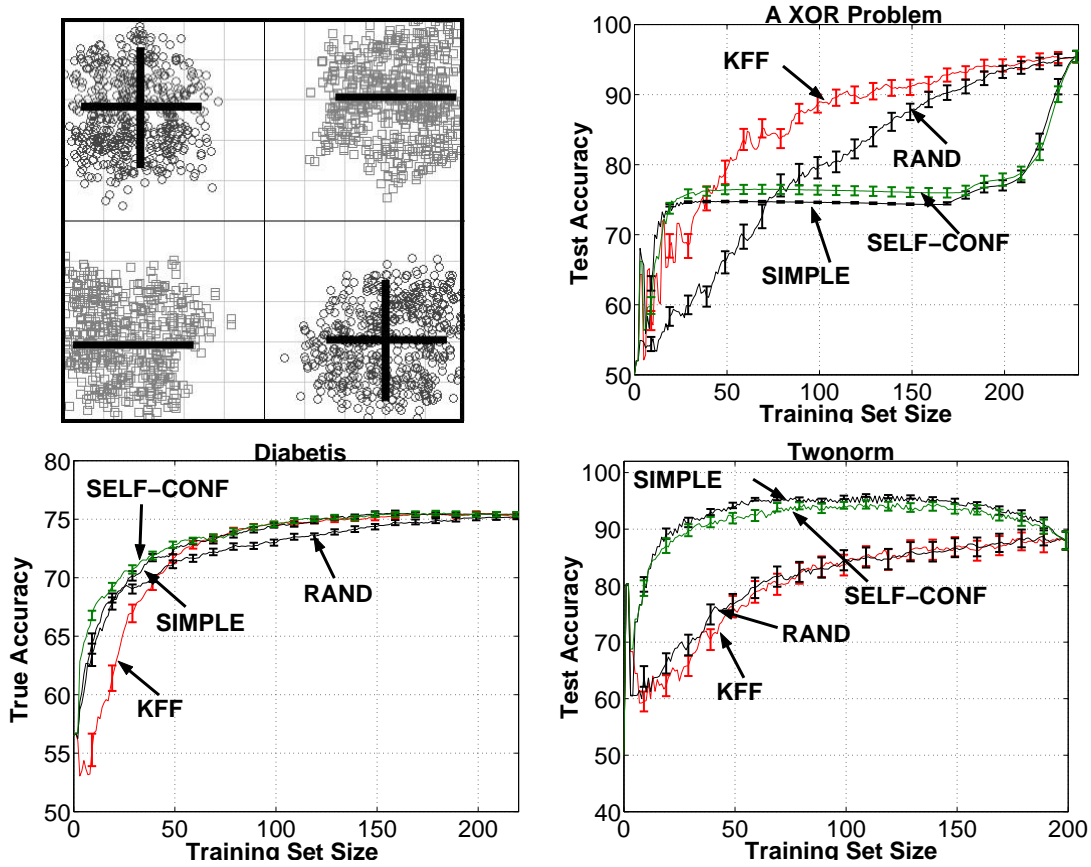 A XOR Problem
100
90
80
70
60
50
Test Accuracy
KFF
RAND
SELF-CONF
SIMPLE
0 50 100 150 200
Training Set Size
Diabetis
80
75
70
65
60
55
50
True Accuracy
SELF-CONF
RAND
SIMPLE
KFF
0 50 100 150 200
Training Set Size
Twonorm
100
90
80
70
60
50
40
Test Accuracy
SIMPLE
SELF-CONF
RAND
KFF
0 50 100 150 200
Training Set Size